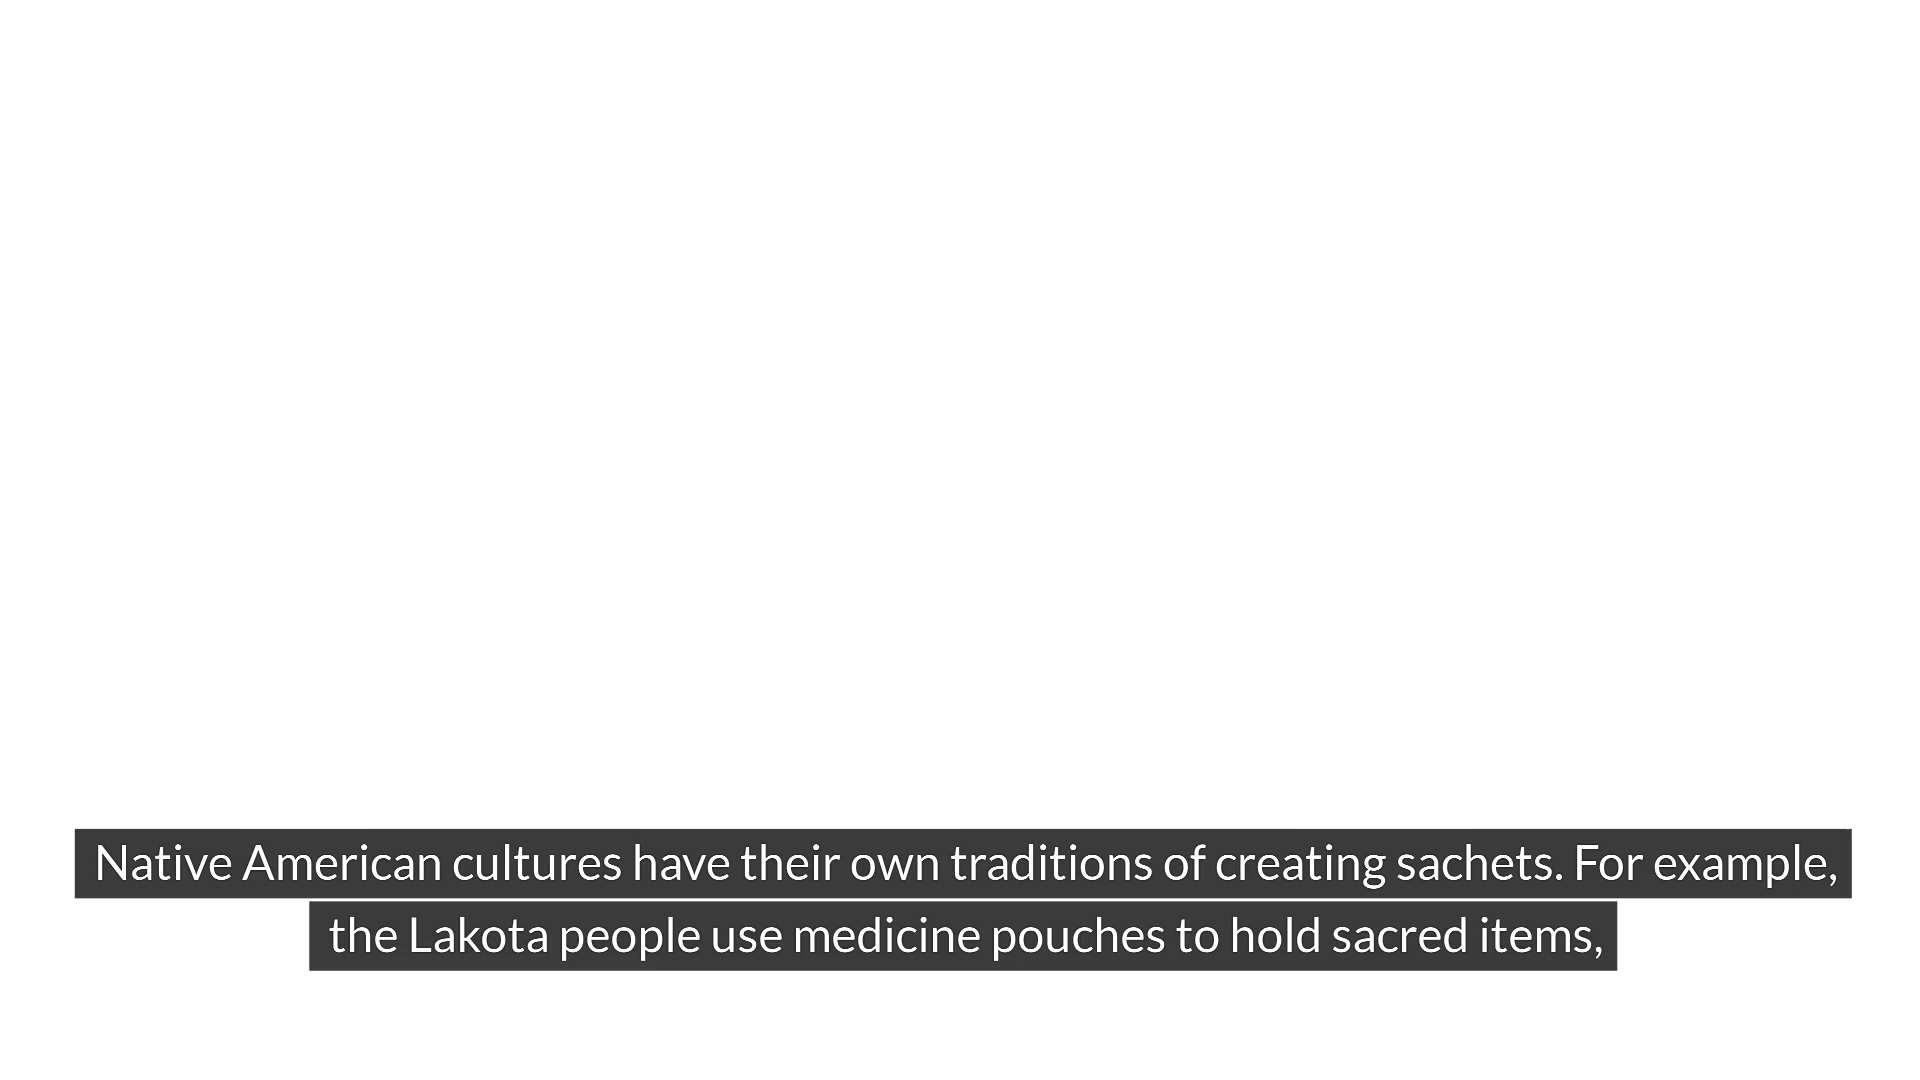 Native American cultures have their own traditions of creating sachets. For example,
the Lakota people use medicine pouches to hold sacred items,